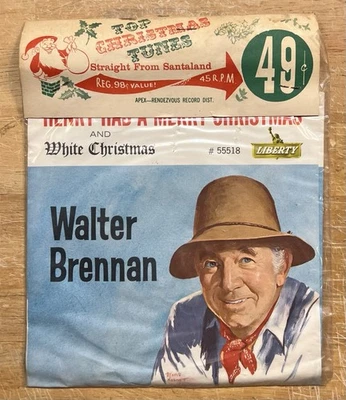 TOP
CHRISTMAS
TUNES
Straight From Santaland
REG. 98¢ VALUE! 45 R.P.M
49¢
APEX—RENDEZVOUS RECORD DIST.
HENRY HAD A MERRY CHRISTMAS
AND
White Christmas # 55518
LIBERTY
Walter
Brennan